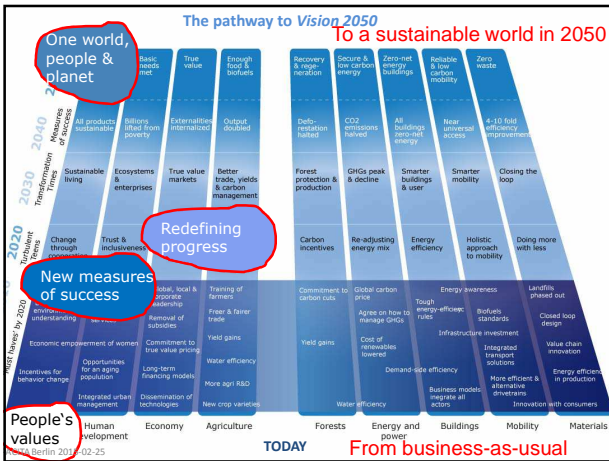 The pathway to Vision 2050
To a sustainable world in 2050
One world,
people &
planet
Basic
needs
met
True
value
Enough
food &
biofuels
Recovery
& rege-
neration
Secure &
low carbon
energy
Zero-net
energy
buildings
Reliable &
low carbon
mobility
Zero
waste
2040
Measures
of success
All products
sustainable
Billions
lifted from
poverty
Externalities
internalized
Output
doubled
Defo-
restation
halted
CO2
emissions
halved
All
buildings
zero-net
energy
Near
universal
access
4-10 fold
efficiency
improvement
2030
Transformation
Times
Sustainable
living
Ecosystems
&
enterprises
True value
markets
Better
trade, yields
& carbon
management
Forest
protection &
production
GHGs peak
& decline
Smarter
buildings
& user
Smarter
mobility
Closing the
loop
2020
Turbulent
Teens
Change
through
cooperation
Trust &
inclusiveness
Redefining
progress
Carbon
incentives
Re-adjusting
energy mix
Energy
efficiency
Holistic
approach
to mobility
Doing more
with less
New measures
of success
Must haves' by 2020
understanding
Economic empowerment of women
Incentives for
behavior change
Opportunities
for an aging
population
Integrated urban
management
local &
leadership
Removal of
subsidies
Commitment to
true value pricing
Long-term
financing models
Dissemination of
technologies
Training of
farmers
Freer & fairer
trade
Yield gains
Water efficiency
More agri R&D
New crop varieties
Commitment to
carbon cuts
Yield gains
Water efficiency
Global carbon
price
Agree on how to
manage GHGs
Cost of
renewables
lowered
Demand-side efficiency
Energy awareness
Tough
energy-efficiency
rules
Infrastructure investment
Business models
inegrate all
actors
Biofuels
standards
Integrated
transport
solutions
More efficient &
alternative
drivetrains
Innovation with consumers
Landfills
phased out
Closed loop
design
Value chain
innovation
Energy efficiency
in production
People's
values
Human
Economy
Agriculture
Forests
Energy and
power
Buildings
Mobility
Materials
TODAY
From business-as-usual
Berlin